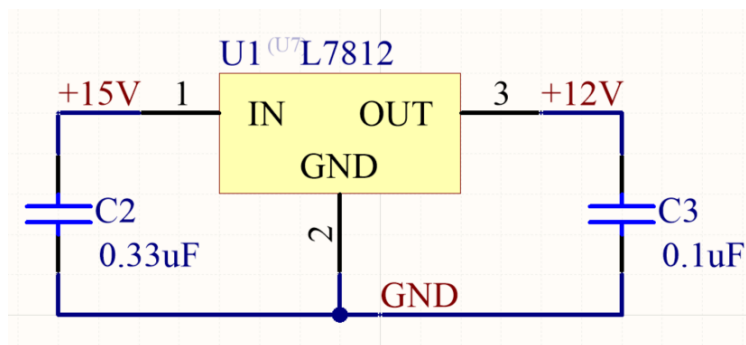 U1 (U7) L7812
+15V 1 3 +12V
IN OUT
GND
C2 C3
2
0.33uF 0.1uF
GND